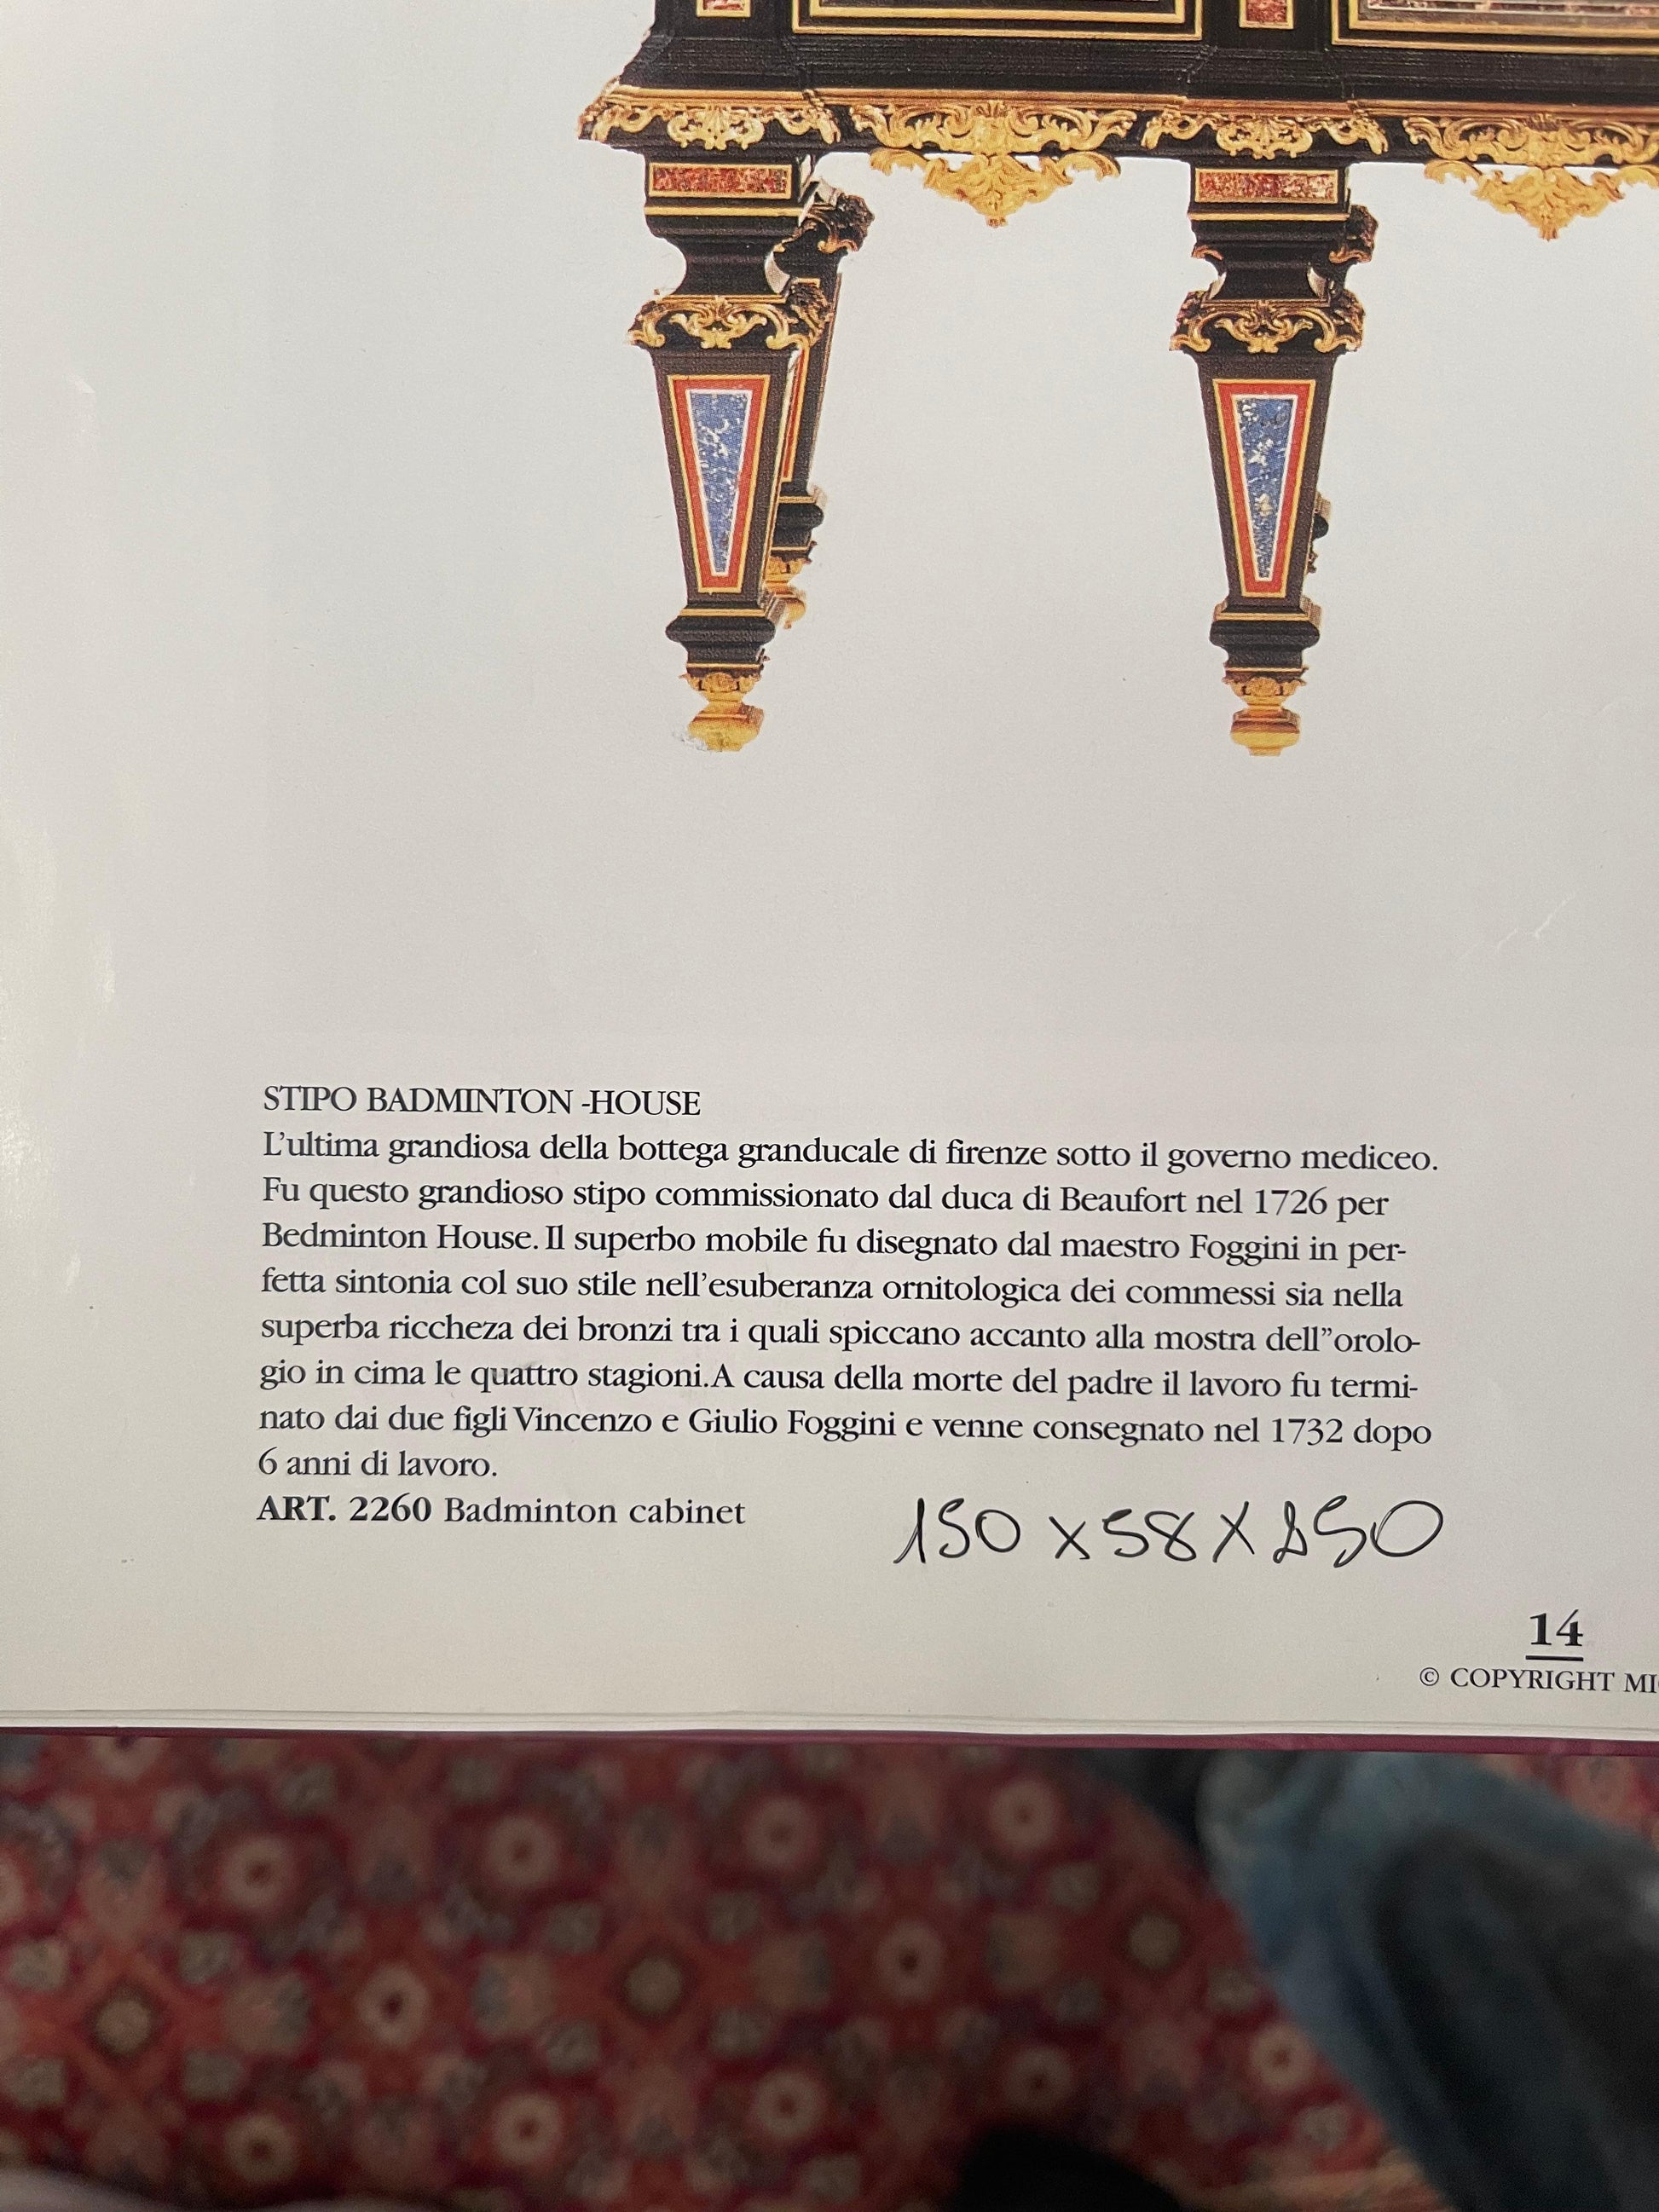 STIPO BADMINTON -HOUSE
L'ultima grandiosa della bottega granducale di firenze sotto il governo mediceo.
Fu questo grandioso stipo commissionato dal duca di Beaufort nel 1726 per
Bedminton House. Il superbo mobile fu disegnato dal maestro Foggini in per-
fetta sintonia col suo stile nell'esuberanza ornitologica dei commessi sia nella
superba riccheza dei bronzi tra i quali spiccano accanto alla mostra dell"orolo-
gio in cima le quattro stagioni.A causa della morte del padre il lavoro fu termi-
nato dai due figli Vincenzo e Giulio Foggini e venne consegnato nel 1732 dopo
6 anni di lavoro.
ART. 2260 Badminton cabinet
150 x 58 x 250
14
© COPYRIGHT